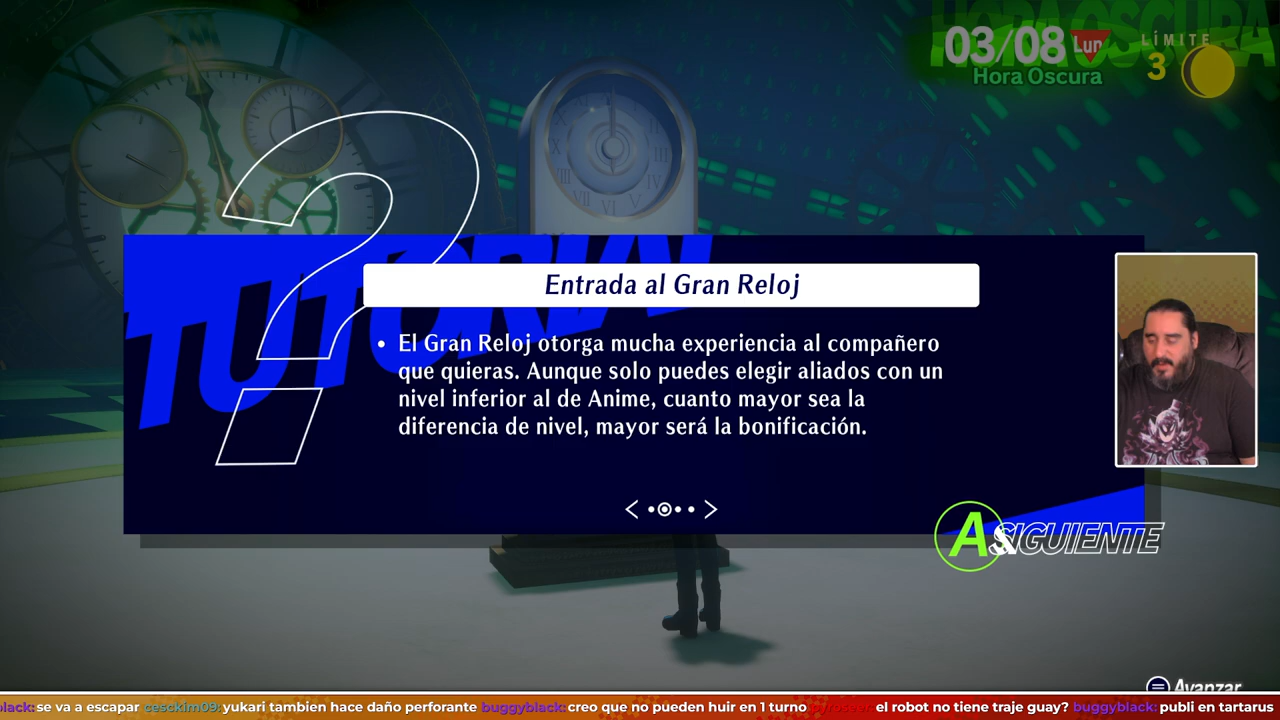 HORA OSCURA
03/08 Lun
Hora Oscura
LÍMITE
3
TUTORIAL
Entrada al Gran Reloj
• El Gran Reloj otorga mucha experiencia al compañero
que quieras. Aunque solo puedes elegir aliados con un
nivel inferior al de Anime, cuanto mayor sea la
diferencia de nivel, mayor será la bonificación.
A SIGUIENTE
Avanzar
black: se va a escapar cesckim09: yukari tambien hace daño perforante buggyblack: creo que no pueden huir en 1 turno el robot no tiene traje guay? buggyblack: publi en tartarus